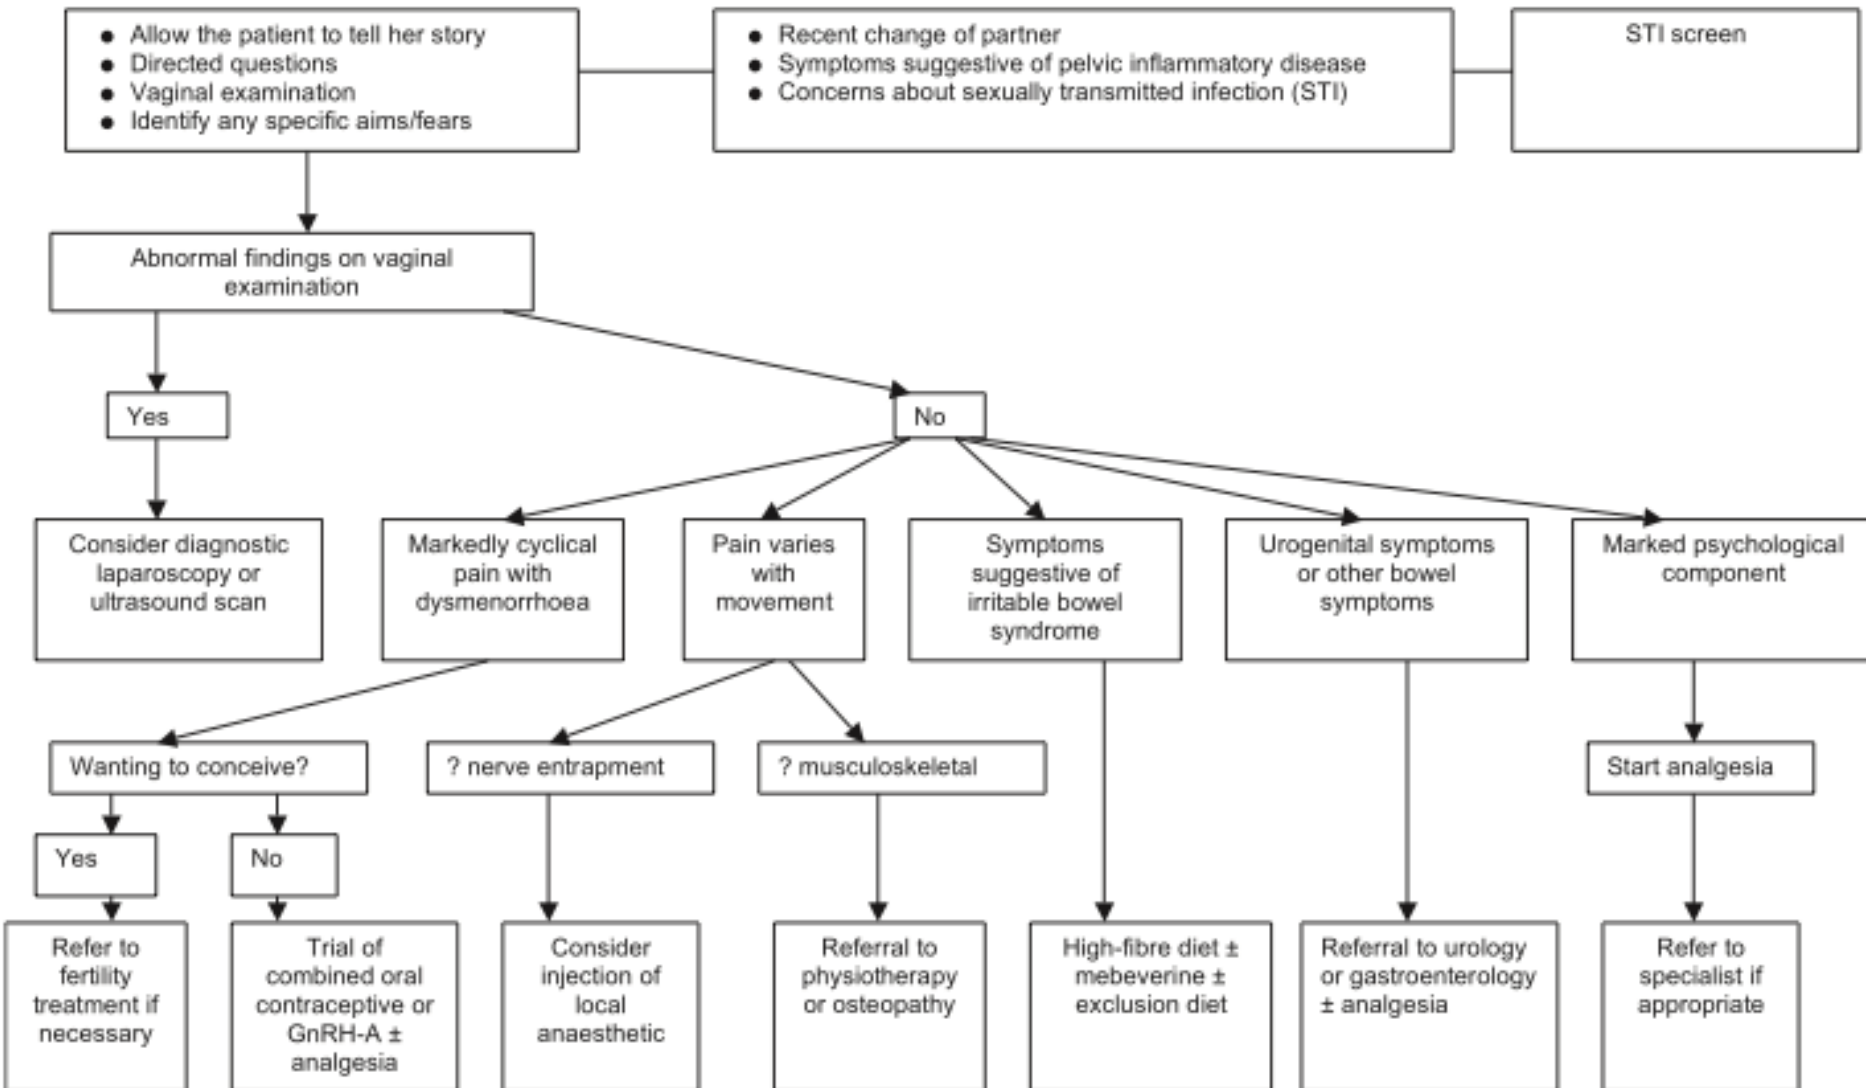 ● Allow the patient to tell her story
● Directed questions
● Vaginal examination
● Identify any specific aims/fears
● Recent change of partner
● Symptoms suggestive of pelvic inflammatory disease
● Concerns about sexually transmitted infection (STI)
STI screen
Abnormal findings on vaginal
examination
Yes
No
Consider diagnostic
laparoscopy or
ultrasound scan
Markedly cyclical
pain with
dysmenorrhoea
Pain varies
with
movement
Symptoms
suggestive of
irritable bowel
syndrome
Urogenital symptoms
or other bowel
symptoms
Marked psychological
component
Wanting to conceive?
? nerve entrapment
? musculoskeletal
Start analgesia
Yes
No
Refer to
fertility
treatment if
necessary
Trial of
combined oral
contraceptive or
GnRH-A ±
analgesia
Consider
injection of
local
anaesthetic
Referral to
physiotherapy
or osteopathy
High-fibre diet ±
mebeverine ±
exclusion diet
Referral to urology
or gastroenterology
± analgesia
Refer to
specialist if
appropriate